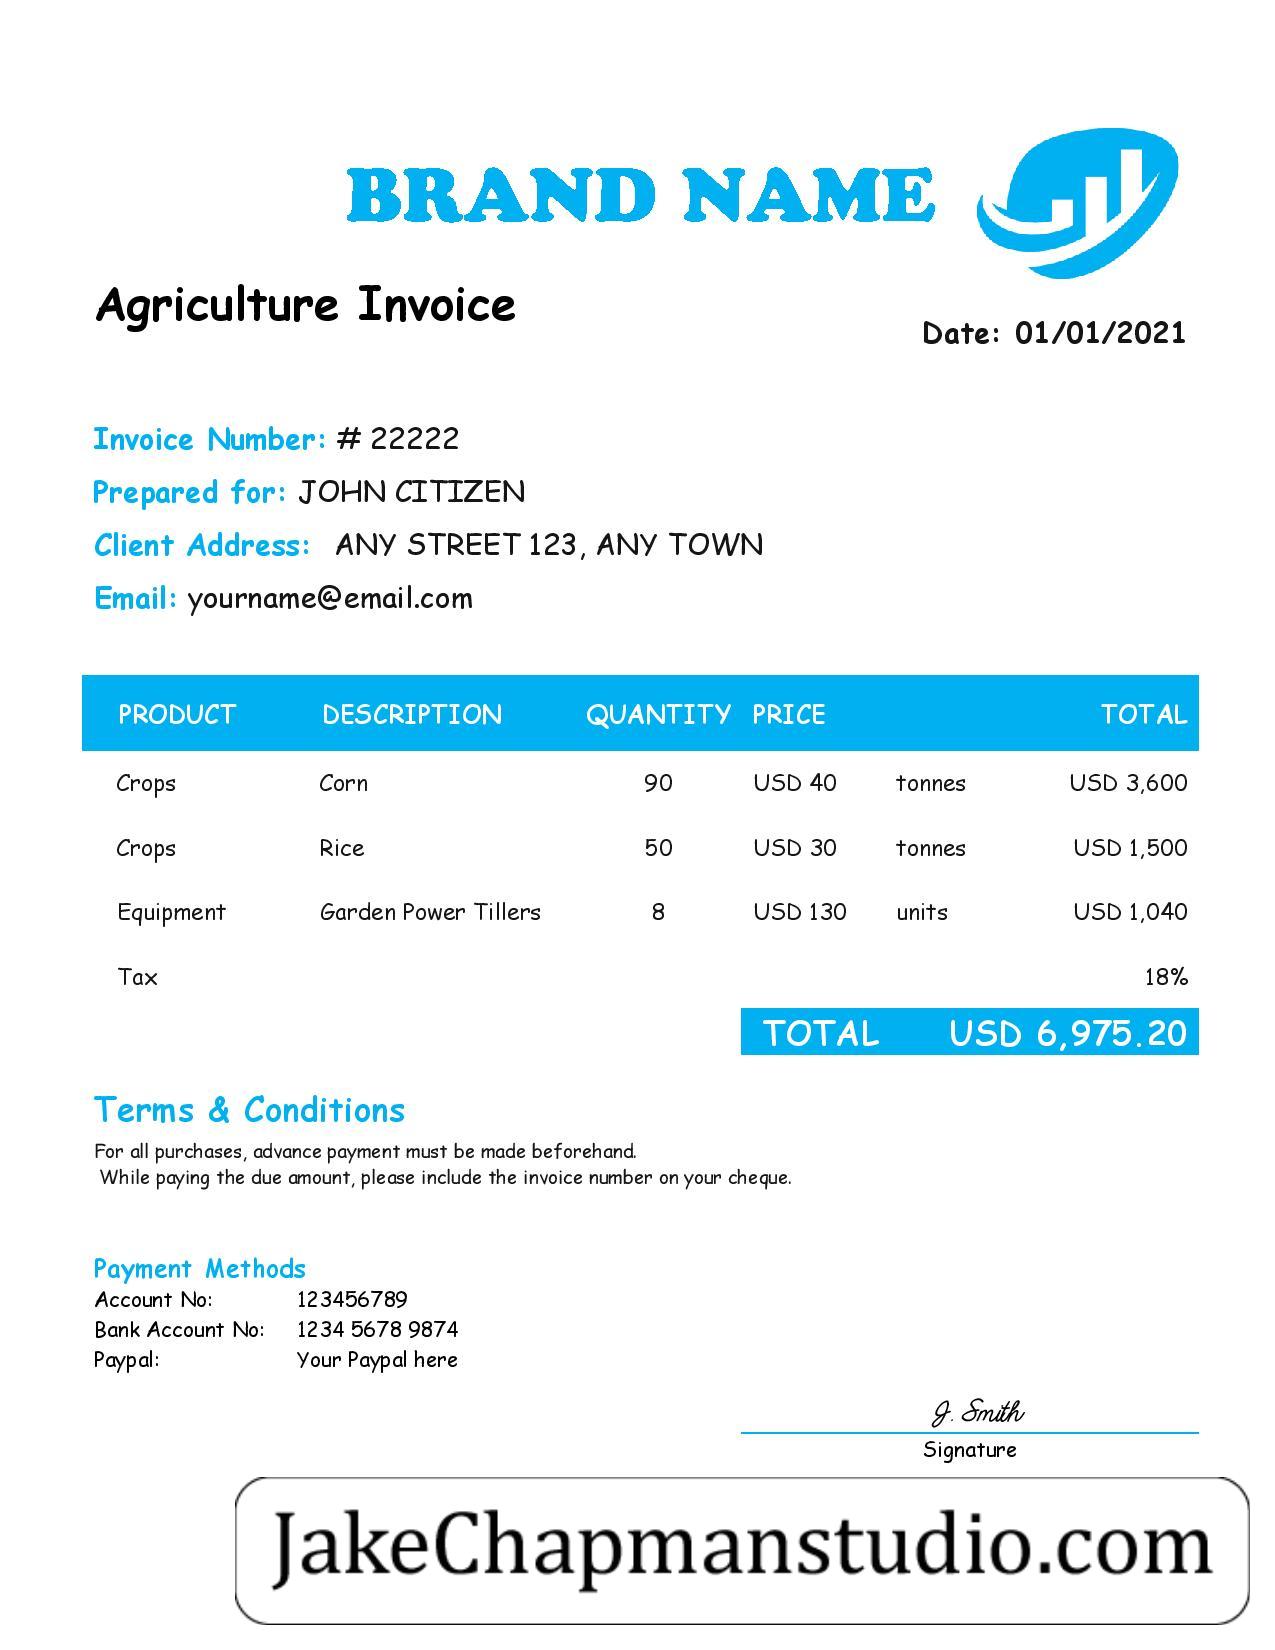 BRAND NAME
Agriculture Invoice
Date: 01/01/2021
Invoice Number: # 22222
Prepared for: JOHN CITIZEN
Client Address: ANY STREET 123, ANY TOWN
Email: yourname@email.com
PRODUCT DESCRIPTION QUANTITY PRICE TOTAL
Crops Corn 90 USD 40 tonnes USD 3,600
Crops Rice 50 USD 30 tonnes USD 1,500
Equipment Garden Power Tillers 8 USD 130 units USD 1,040
Tax 18%
TOTAL USD 6,975.20
Terms & Conditions
For all purchases, advance payment must be made beforehand.
While paying the due amount, please include the invoice number on your cheque.
Payment Methods
Account No: 123456789
Bank Account No: 1234 5678 9874
Paypal: Your Paypal here
J. Smith
Signature
JakeChapmanstudio.com